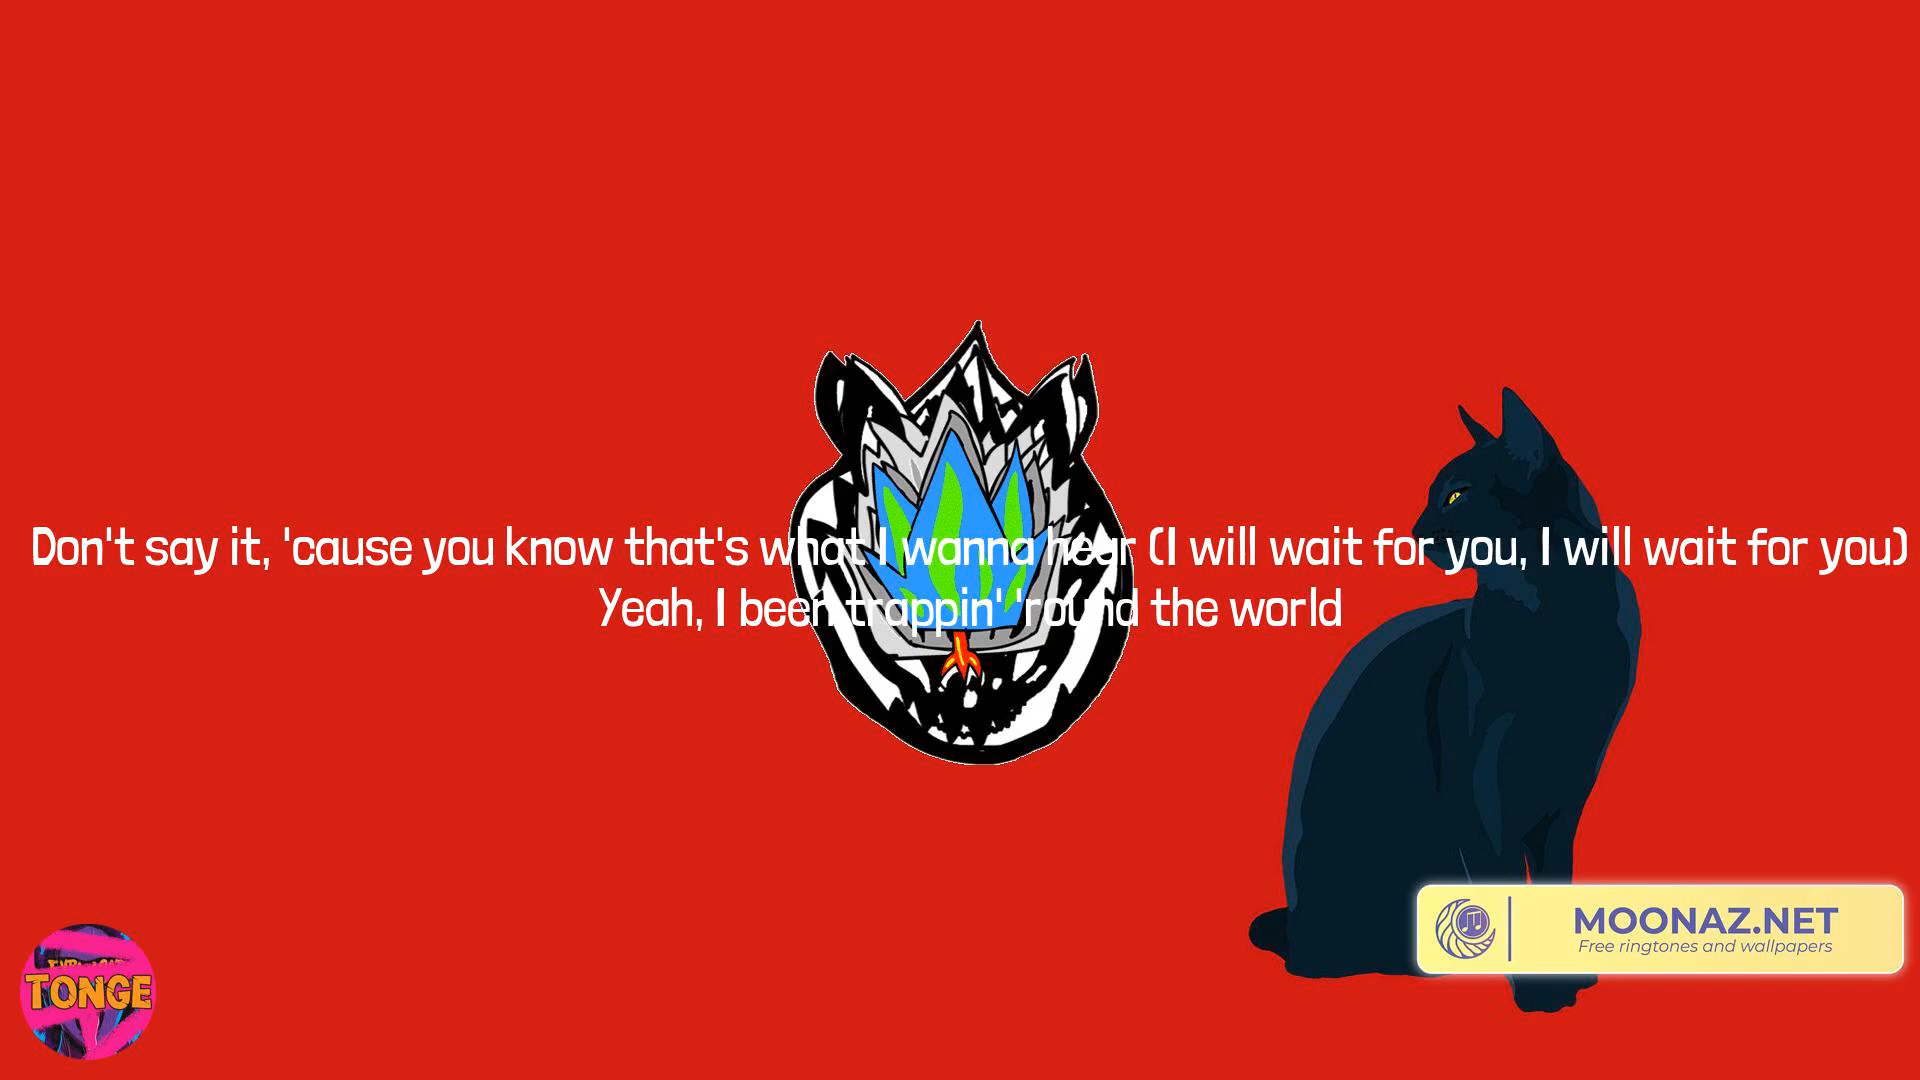 Don't say it, 'cause you know that's what I wanna hear (I will wait for you, I will wait for you)
Yeah, I been trappin' 'round the world
MOONAZ.NET
Free ringtones and wallpapers
TONGE